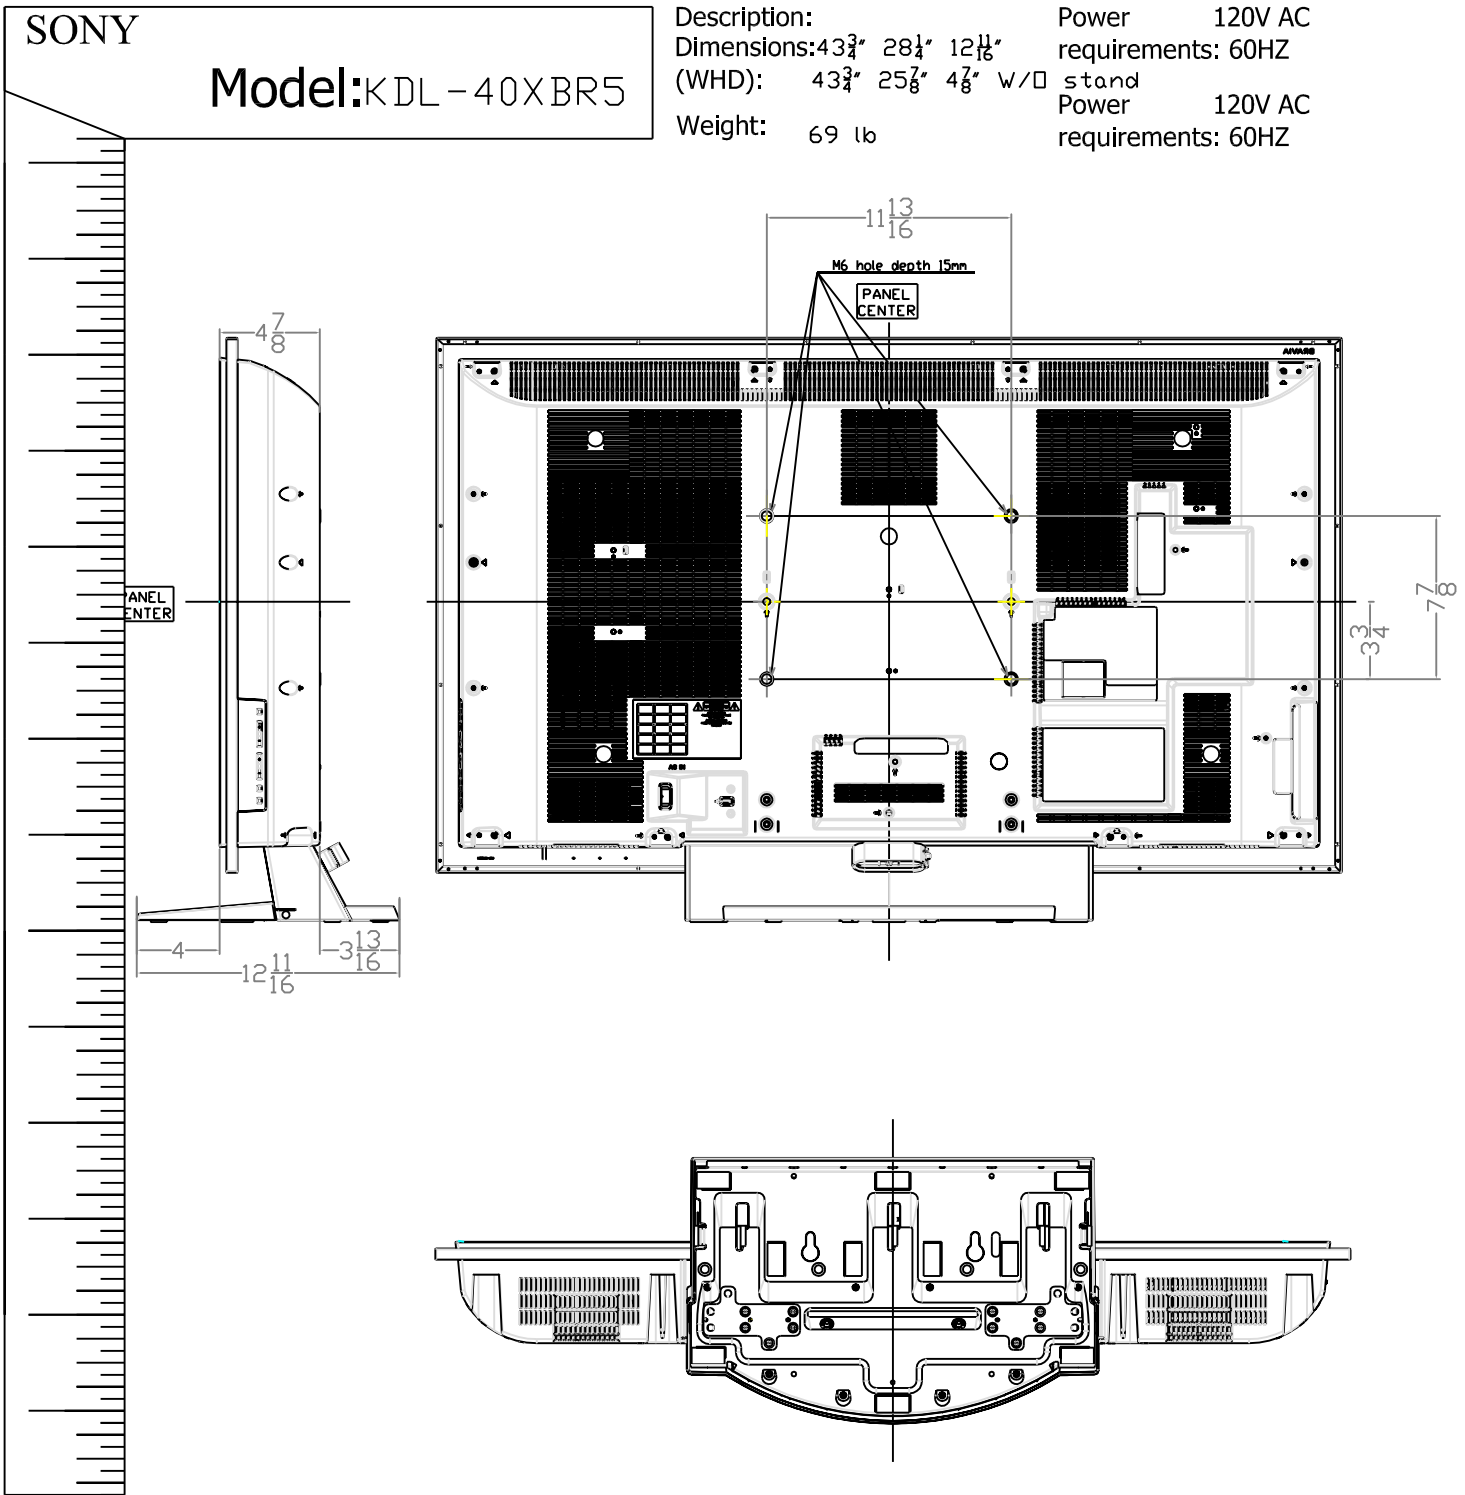 SONY
Model:KDL-40XBR5
Description:
Dimensions:43¾″ 28¼″ 12 11/16″
(WHD): 43¾″ 25⅞″ 4⅞″ W/O stand
Weight: 69 lb
Power 120V AC
requirements: 60HZ
Power 120V AC
requirements: 60HZ
11 13/16
M6 hole depth 15mm
PANEL
CENTER
4 7/8
BRAVIA
PANEL
CENTER
7 7/8
3 3/4
AC IN
4
3 13/16
12 11/16